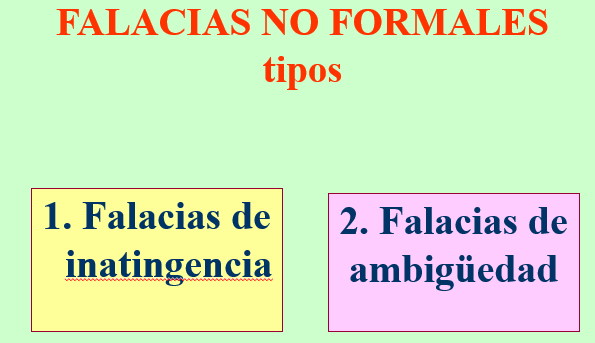 FALACIAS NO FORMALES
tipos
1. Falacias de
inatingencia
2. Falacias de
ambigüedad